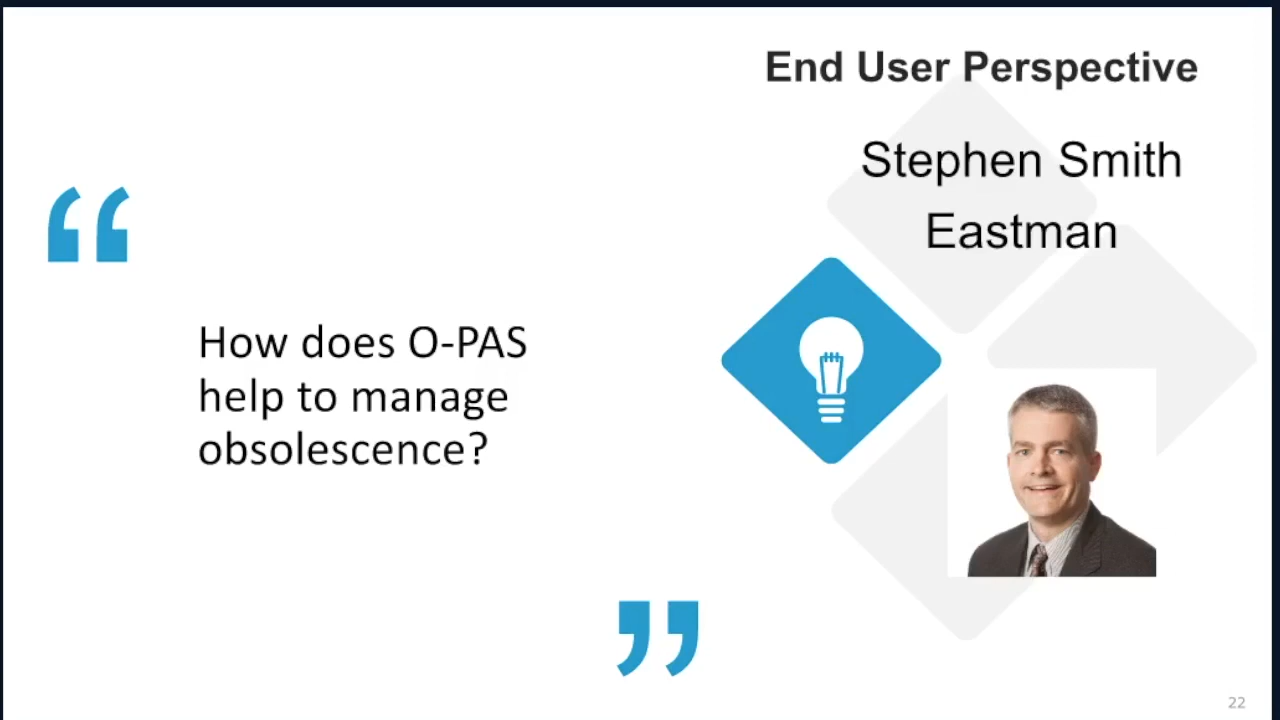 End User Perspective
Stephen Smith
Eastman
“
How does O-PAS
help to manage
obsolescence?
”
22